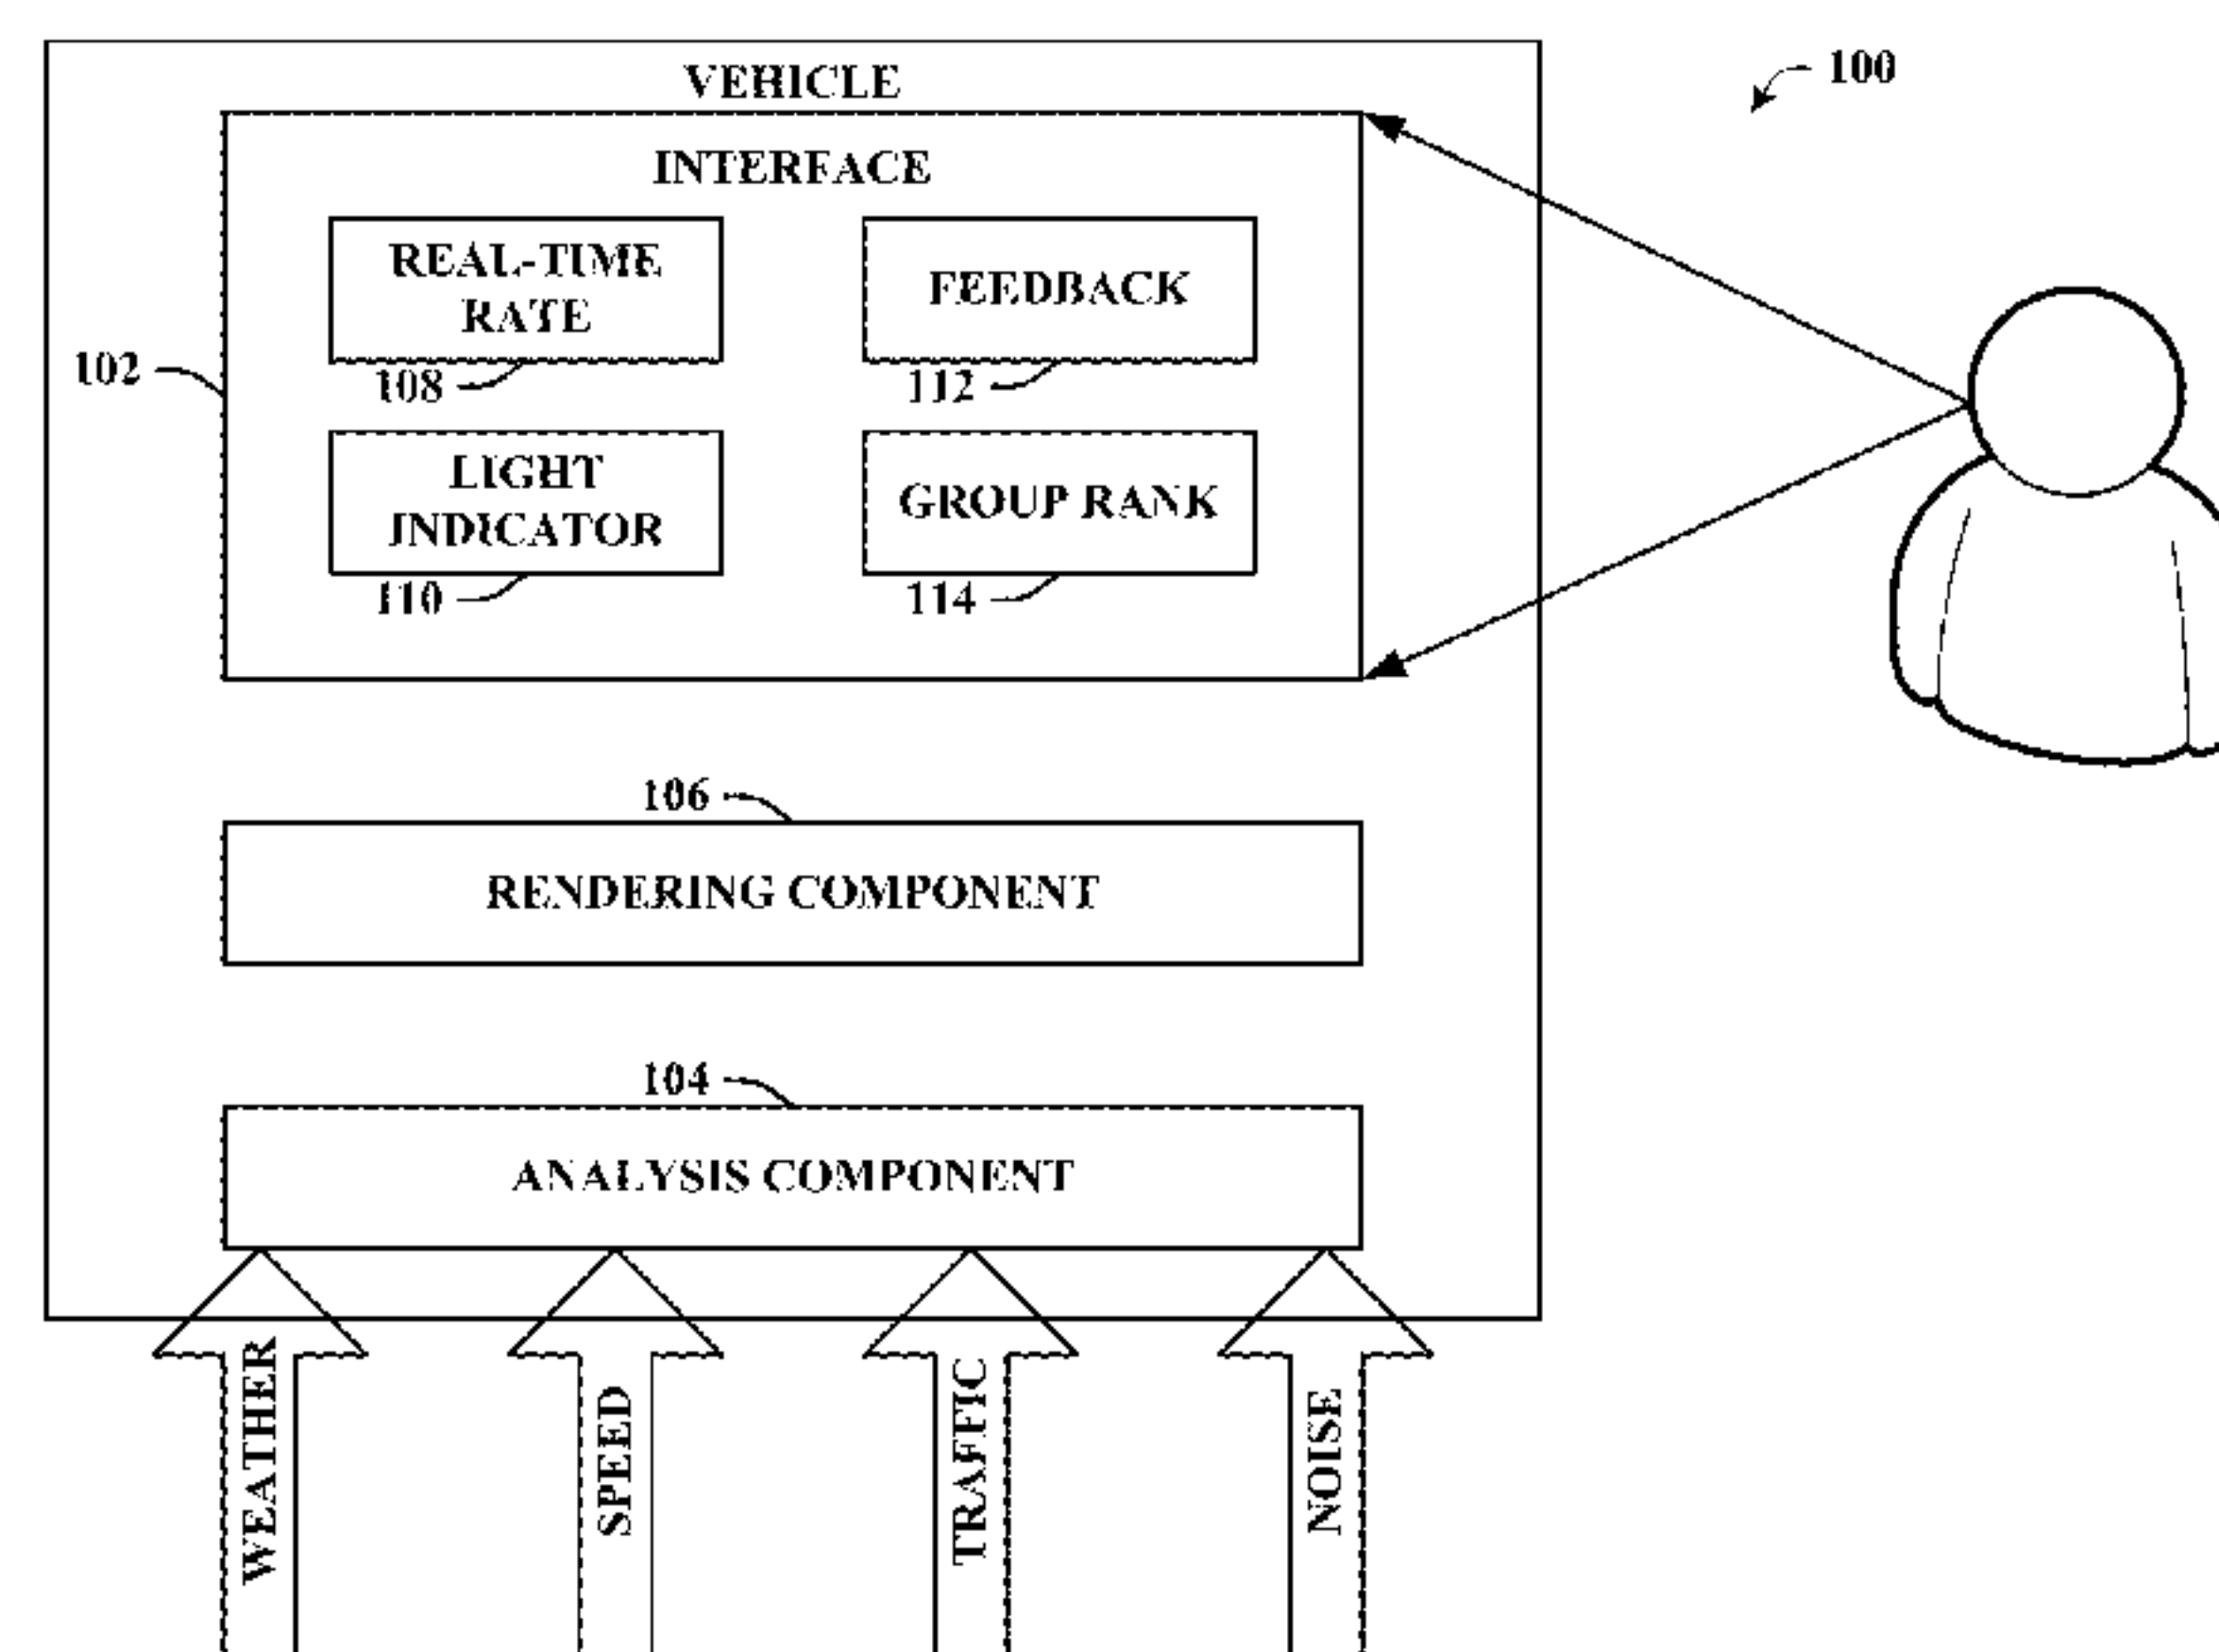 VEHICLE
100
INTERFACE
REAL-TIME
RATE
FEEDBACK
102
108
112
LIGHT
INDICATOR
GROUP RANK
110
114
106
RENDERING COMPONENT
104
ANALYSIS COMPONENT
WEATHER
SPEED
TRAFFIC
NOISE